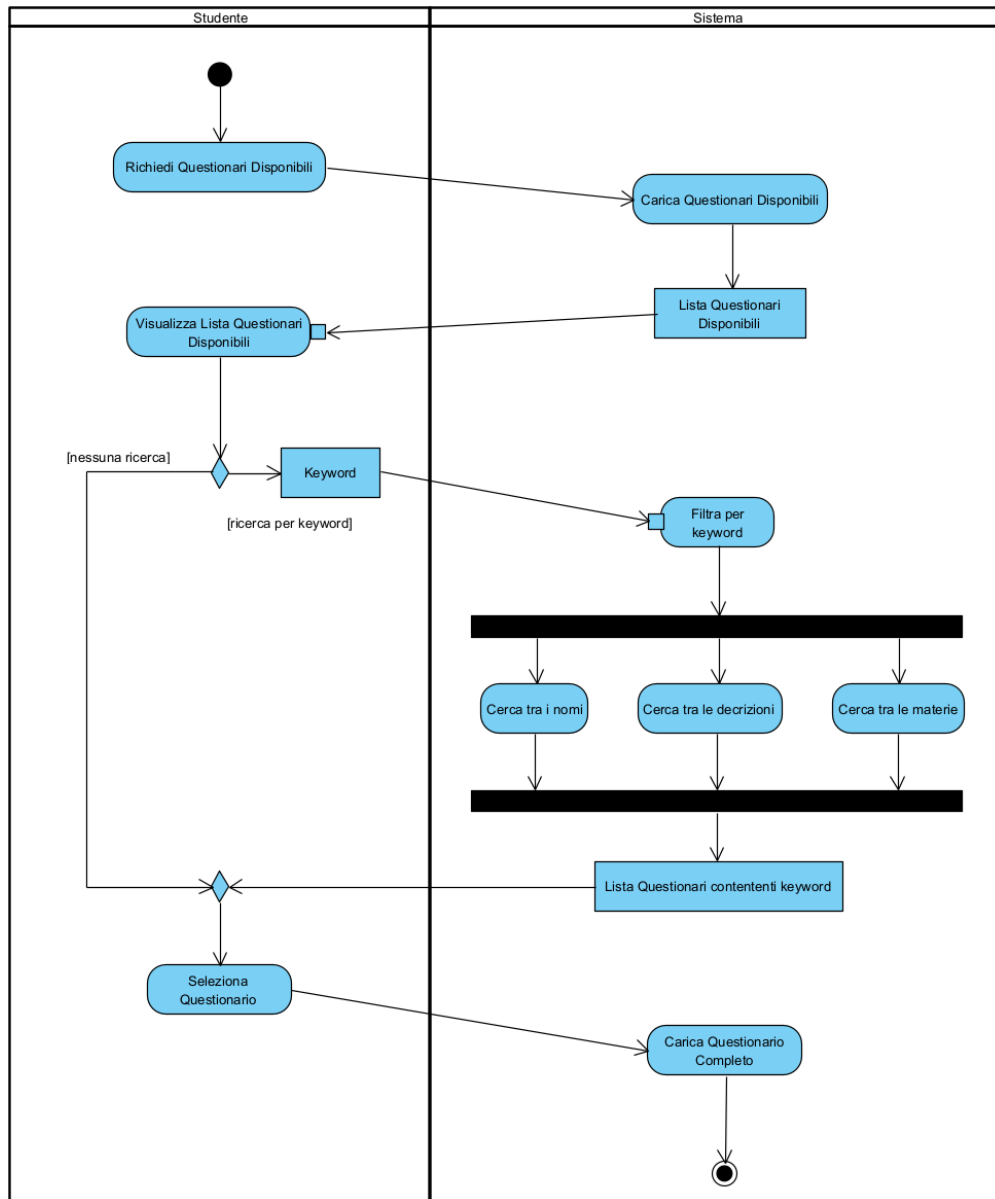 Studente
Sistema
Richiedi Questionari Disponibili
Carica Questionari Disponibili
Lista Questionari
Disponibili
Visualizza Lista Questionari
Disponibili
[nessuna ricerca]
Keyword
[ricerca per keyword]
Filtra per
keyword
Cerca tra i nomi
Cerca tra le decrizioni
Cerca tra le materie
Lista Questionari contententi keyword
Seleziona
Questionario
Carica Questionario
Completo